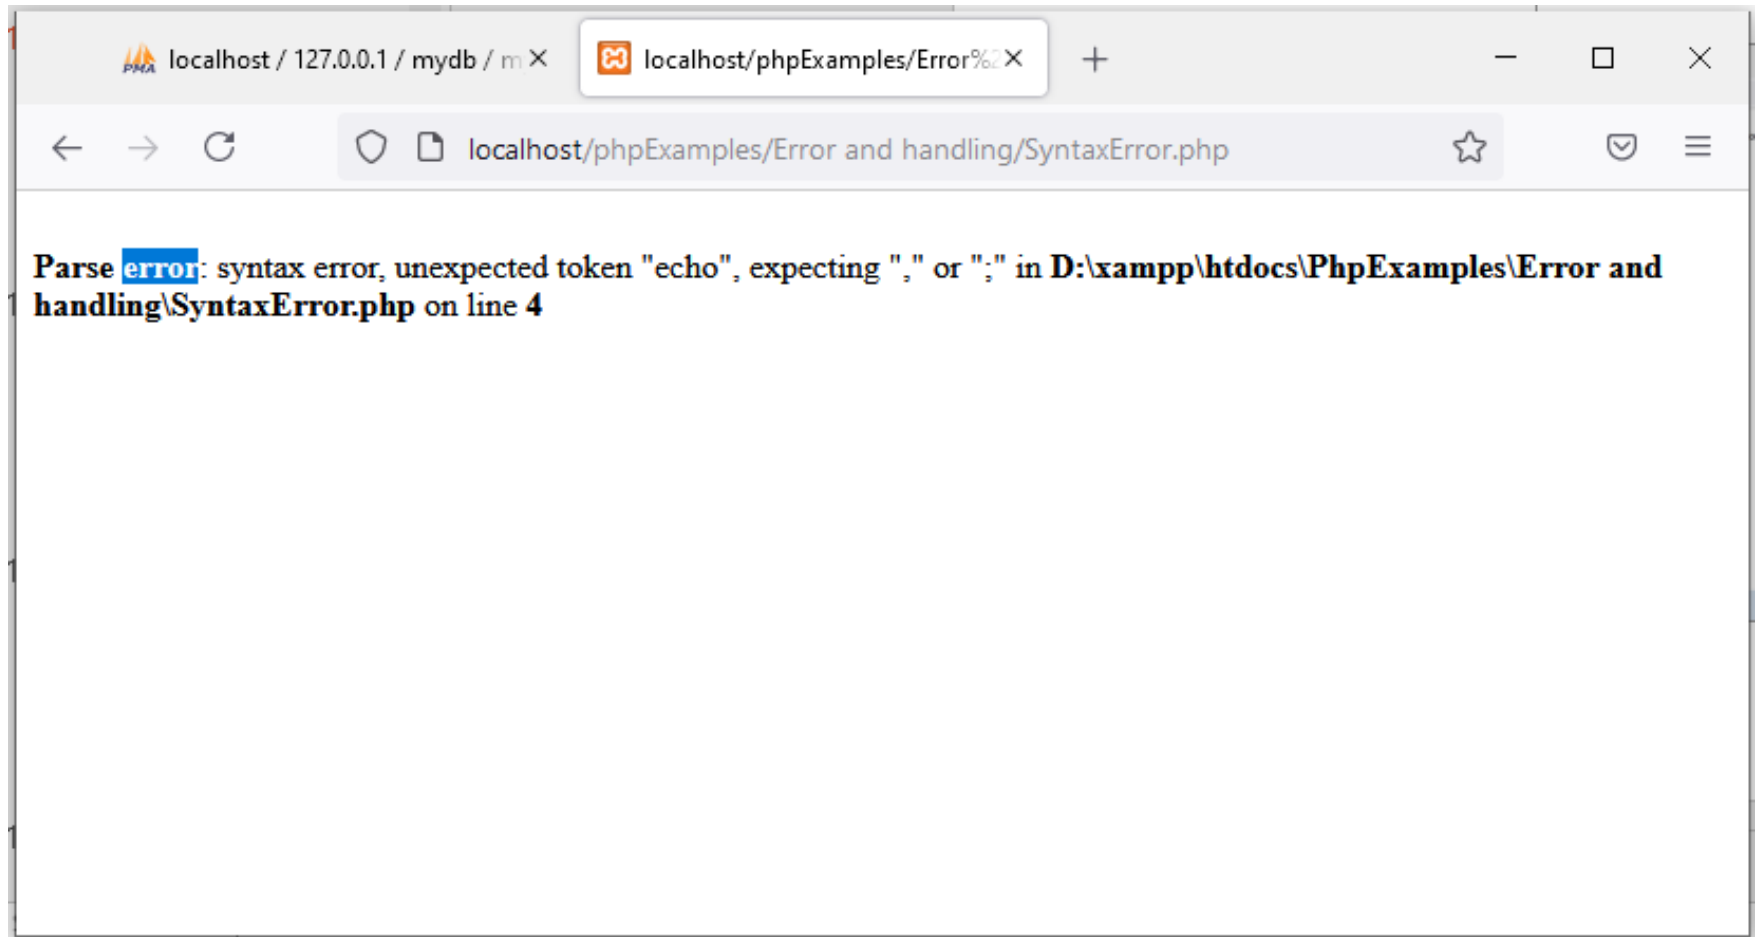 PMA localhost / 127.0.0.1 / mydb / m
localhost/phpExamples/Error%2
localhost/phpExamples/Error and handling/SyntaxError.php
Parse error: syntax error, unexpected token "echo", expecting "," or ";" in D:\xampp\htdocs\PhpExamples\Error and
handling\SyntaxError.php on line 4